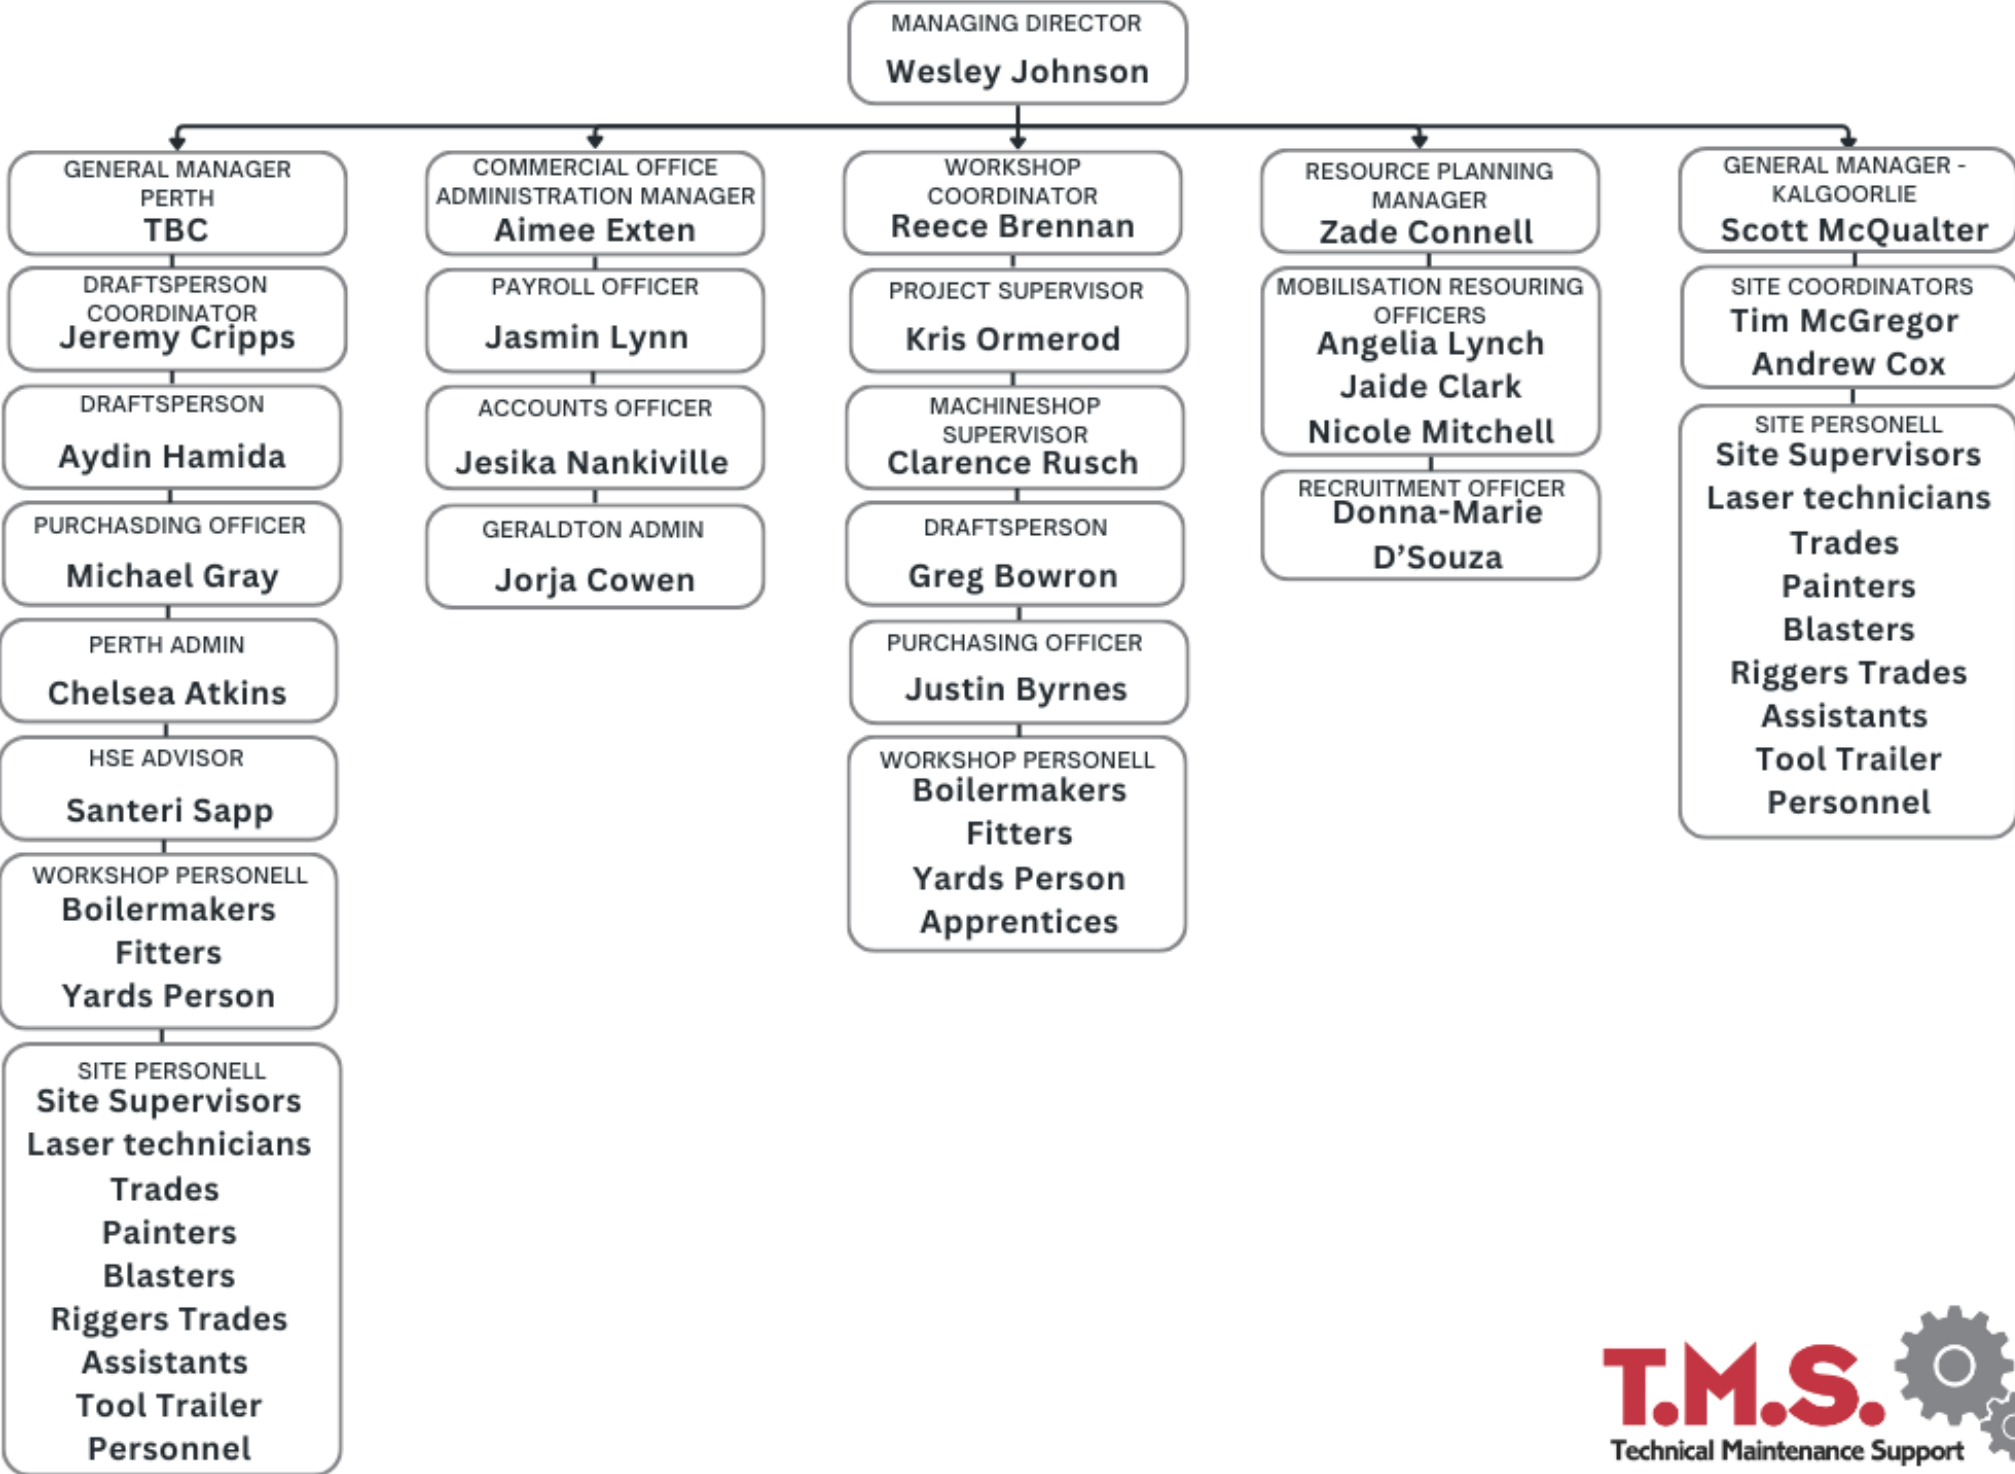 MANAGING DIRECTOR
Wesley Johnson
GENERAL MANAGER
PERTH
TBC
DRAFTSPERSON
COORDINATOR
Jeremy Cripps
DRAFTSPERSON
Aydin Hamida
PURCHASDING OFFICER
Michael Gray
PERTH ADMIN
Chelsea Atkins
HSE ADVISOR
Santeri Sapp
WORKSHOP PERSONELL
Boilermakers
Fitters
Yards Person
SITE PERSONELL
Site Supervisors
Laser technicians
Trades
Painters
Blasters
Riggers Trades
Assistants
Tool Trailer
Personnel
COMMERCIAL OFFICE
ADMINISTRATION MANAGER
Aimee Exten
PAYROLL OFFICER
Jasmin Lynn
ACCOUNTS OFFICER
Jesika Nankiville
GERALDTON ADMIN
Jorja Cowen
WORKSHOP
COORDINATOR
Reece Brennan
PROJECT SUPERVISOR
Kris Ormerod
MACHINESHOP
SUPERVISOR
Clarence Rusch
DRAFTSPERSON
Greg Bowron
PURCHASING OFFICER
Justin Byrnes
WORKSHOP PERSONELL
Boilermakers
Fitters
Yards Person
Apprentices
RESOURCE PLANNING
MANAGER
Zade Connell
MOBILISATION RESOURING
OFFICERS
Angelia Lynch
Jaide Clark
Nicole Mitchell
RECRUITMENT OFFICER
Donna-Marie
D’Souza
GENERAL MANAGER -
KALGOORLIE
Scott McQualter
SITE COORDINATORS
Tim McGregor
Andrew Cox
SITE PERSONELL
Site Supervisors
Laser technicians
Trades
Painters
Blasters
Riggers Trades
Assistants
Tool Trailer
Personnel
T.M.S.
Technical Maintenance Support